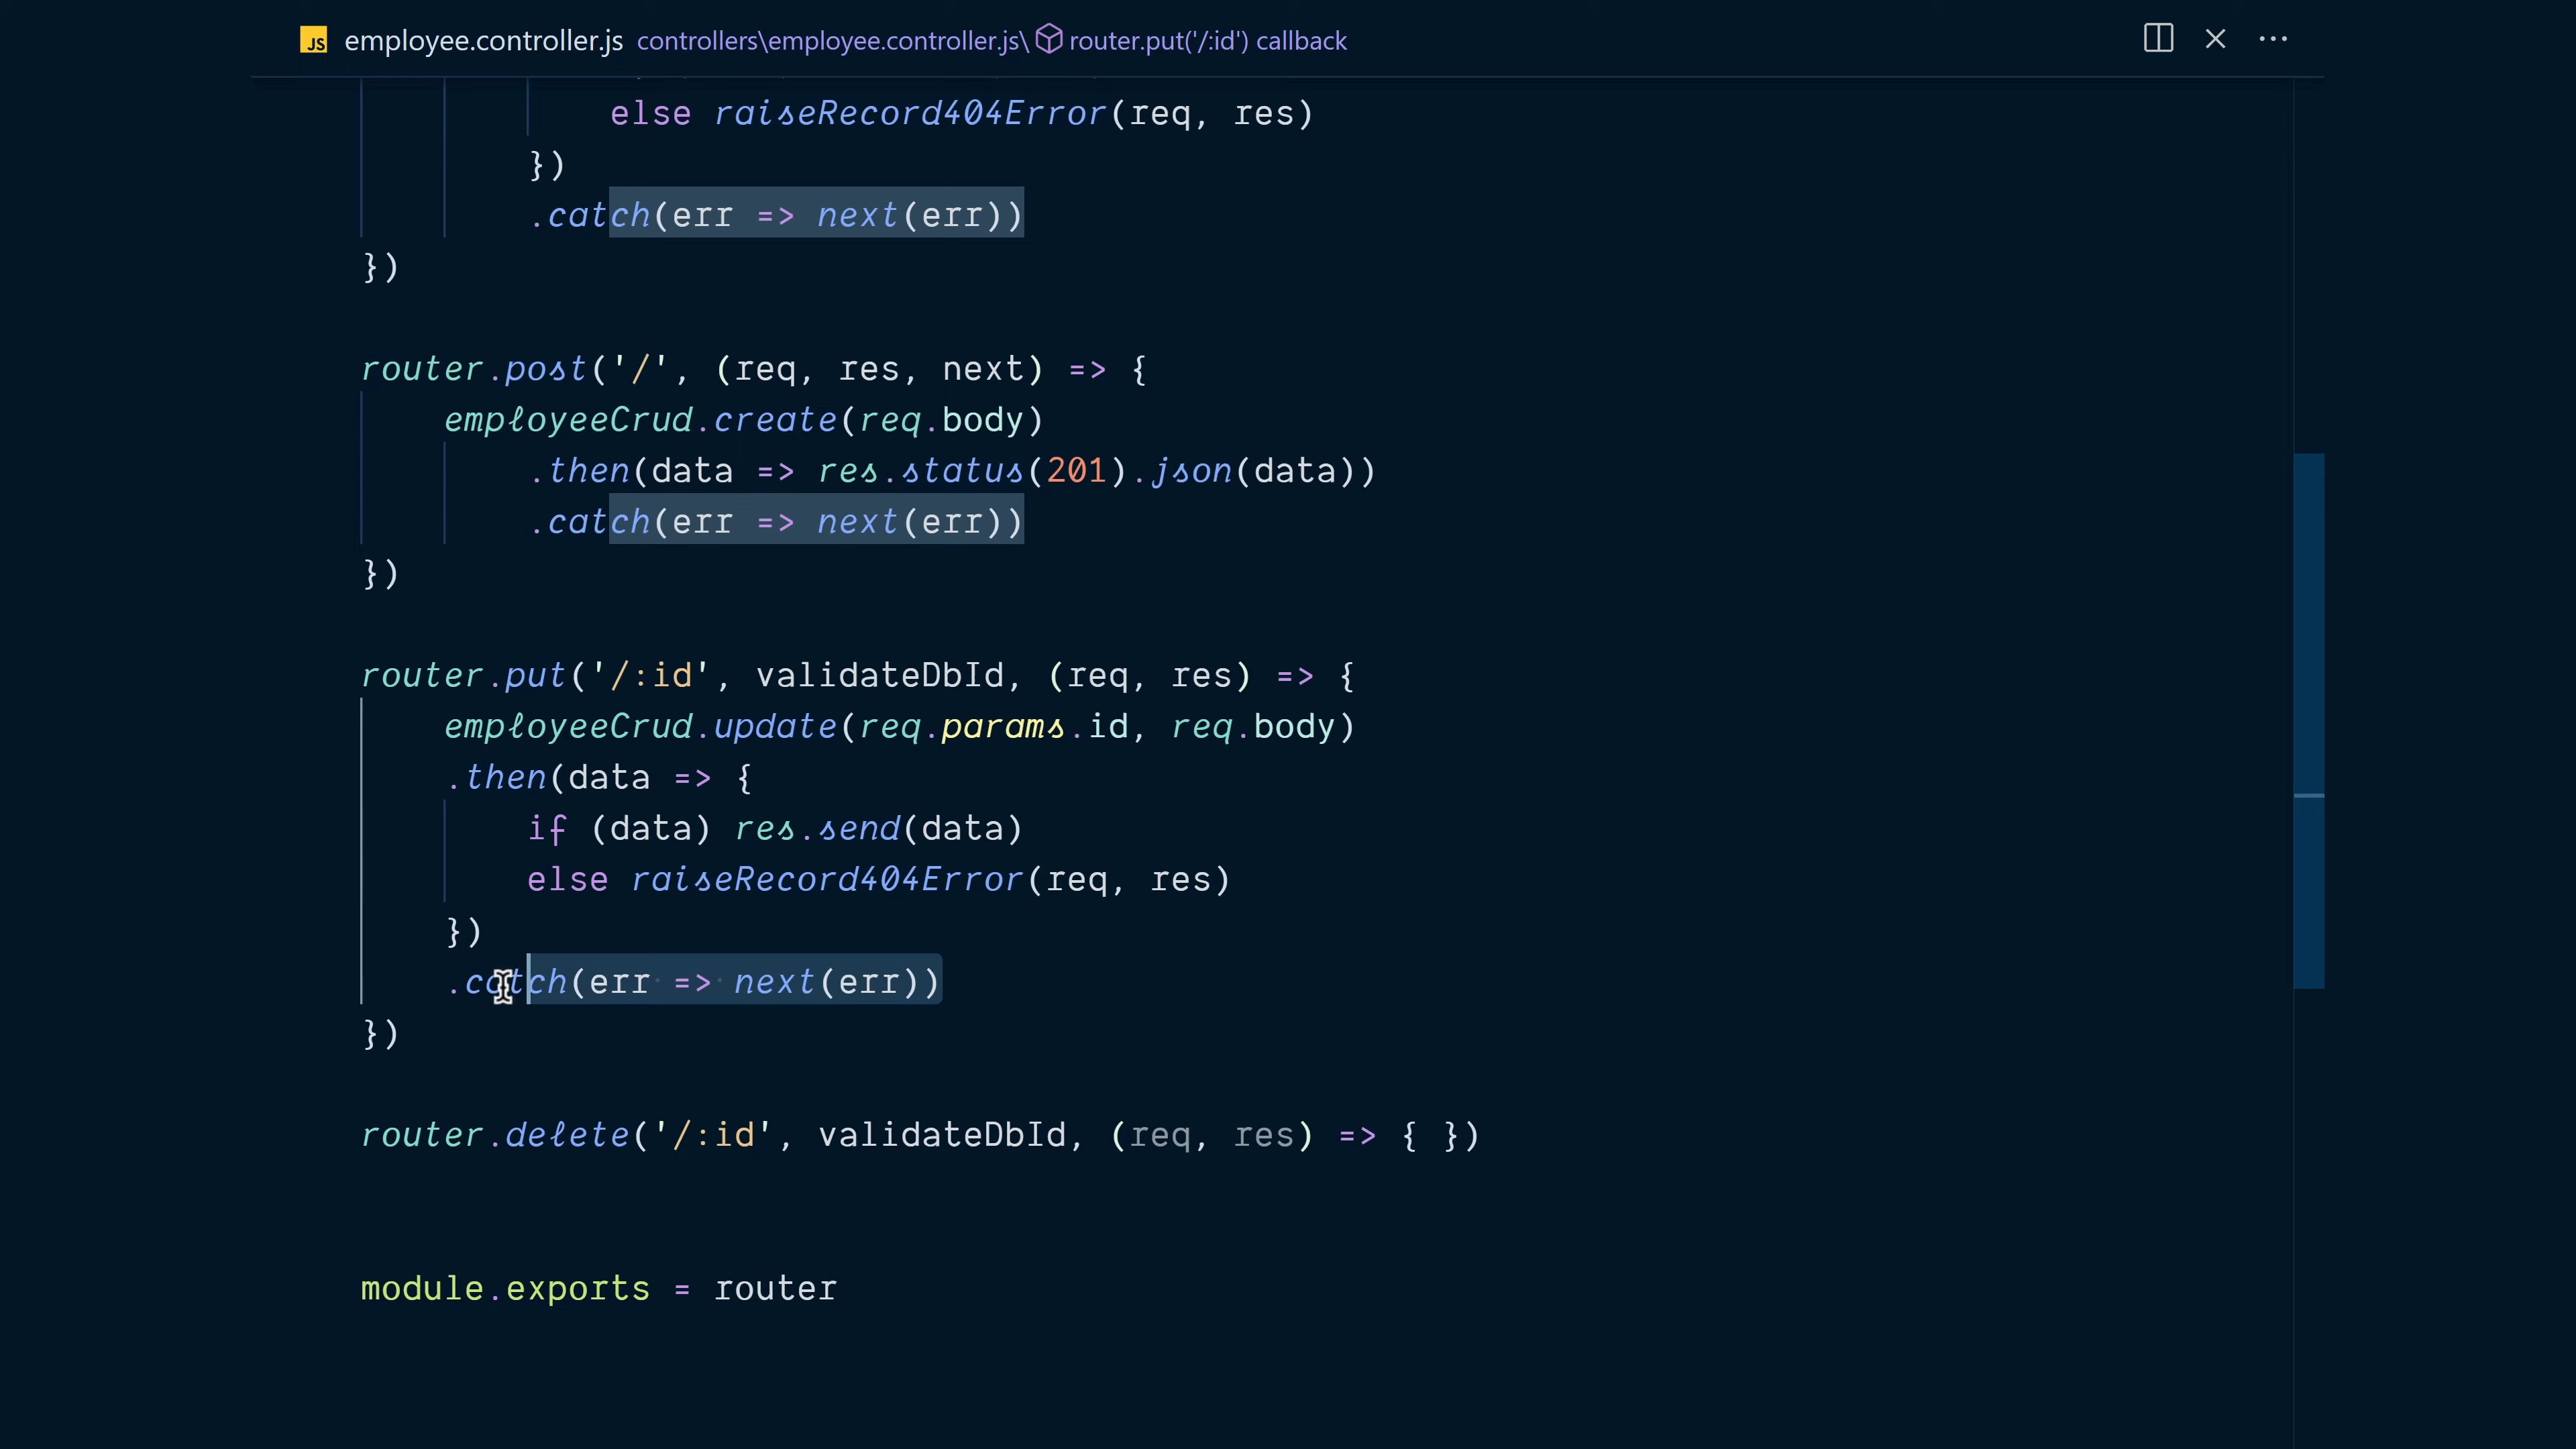 JS employee.controller.js controllers\employee.controller.js\ router.put('/:id') callback
else raiseRecord404Error(req, res)
})
.catch(err => next(err))
})
router.post('/', (req, res, next) => {
employeeCrud.create(req.body)
.then(data => res.status(201).json(data))
.catch(err => next(err))
})
router.put('/:id', validateDbId, (req, res) => {
employeeCrud.update(req.params.id, req.body)
.then(data => {
if (data) res.send(data)
else raiseRecord404Error(req, res)
})
.catch(err => next(err))
})
router.delete('/:id', validateDbId, (req, res) => { })
module.exports = router